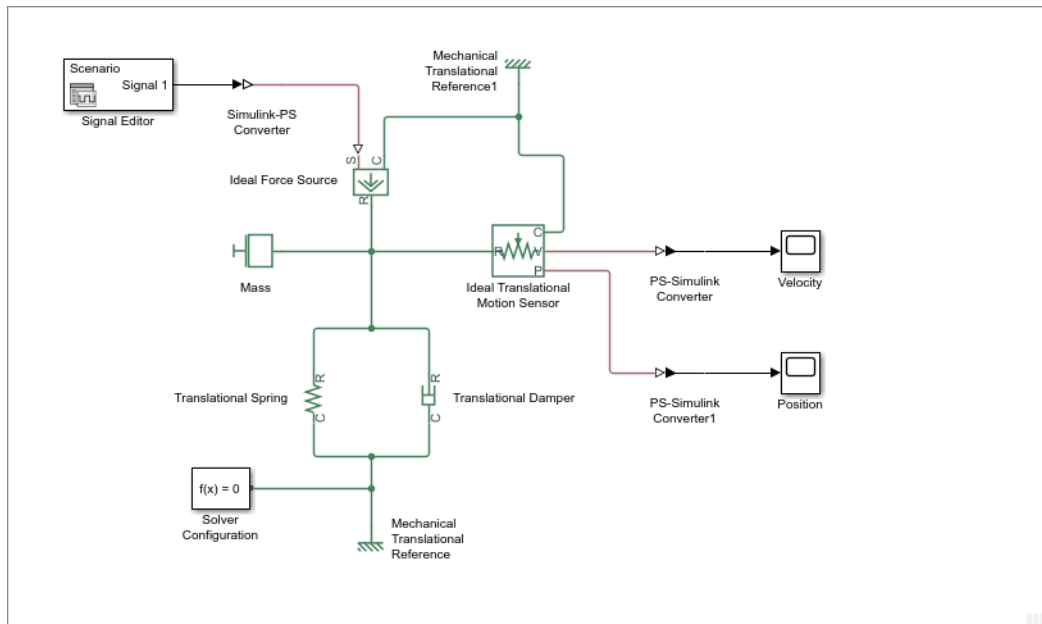 Scenario
Signal 1
Signal Editor
Simulink-PS
Converter
Mechanical
Translational
Reference1
S
C
Ideal Force Source
R
Mass
R
C
V
P
Ideal Translational
Motion Sensor
PS-Simulink
Converter
Velocity
Translational Spring
R
C
R
C
Translational Damper
PS-Simulink
Converter1
Position
f(x) = 0
Solver
Configuration
Mechanical
Translational
Reference